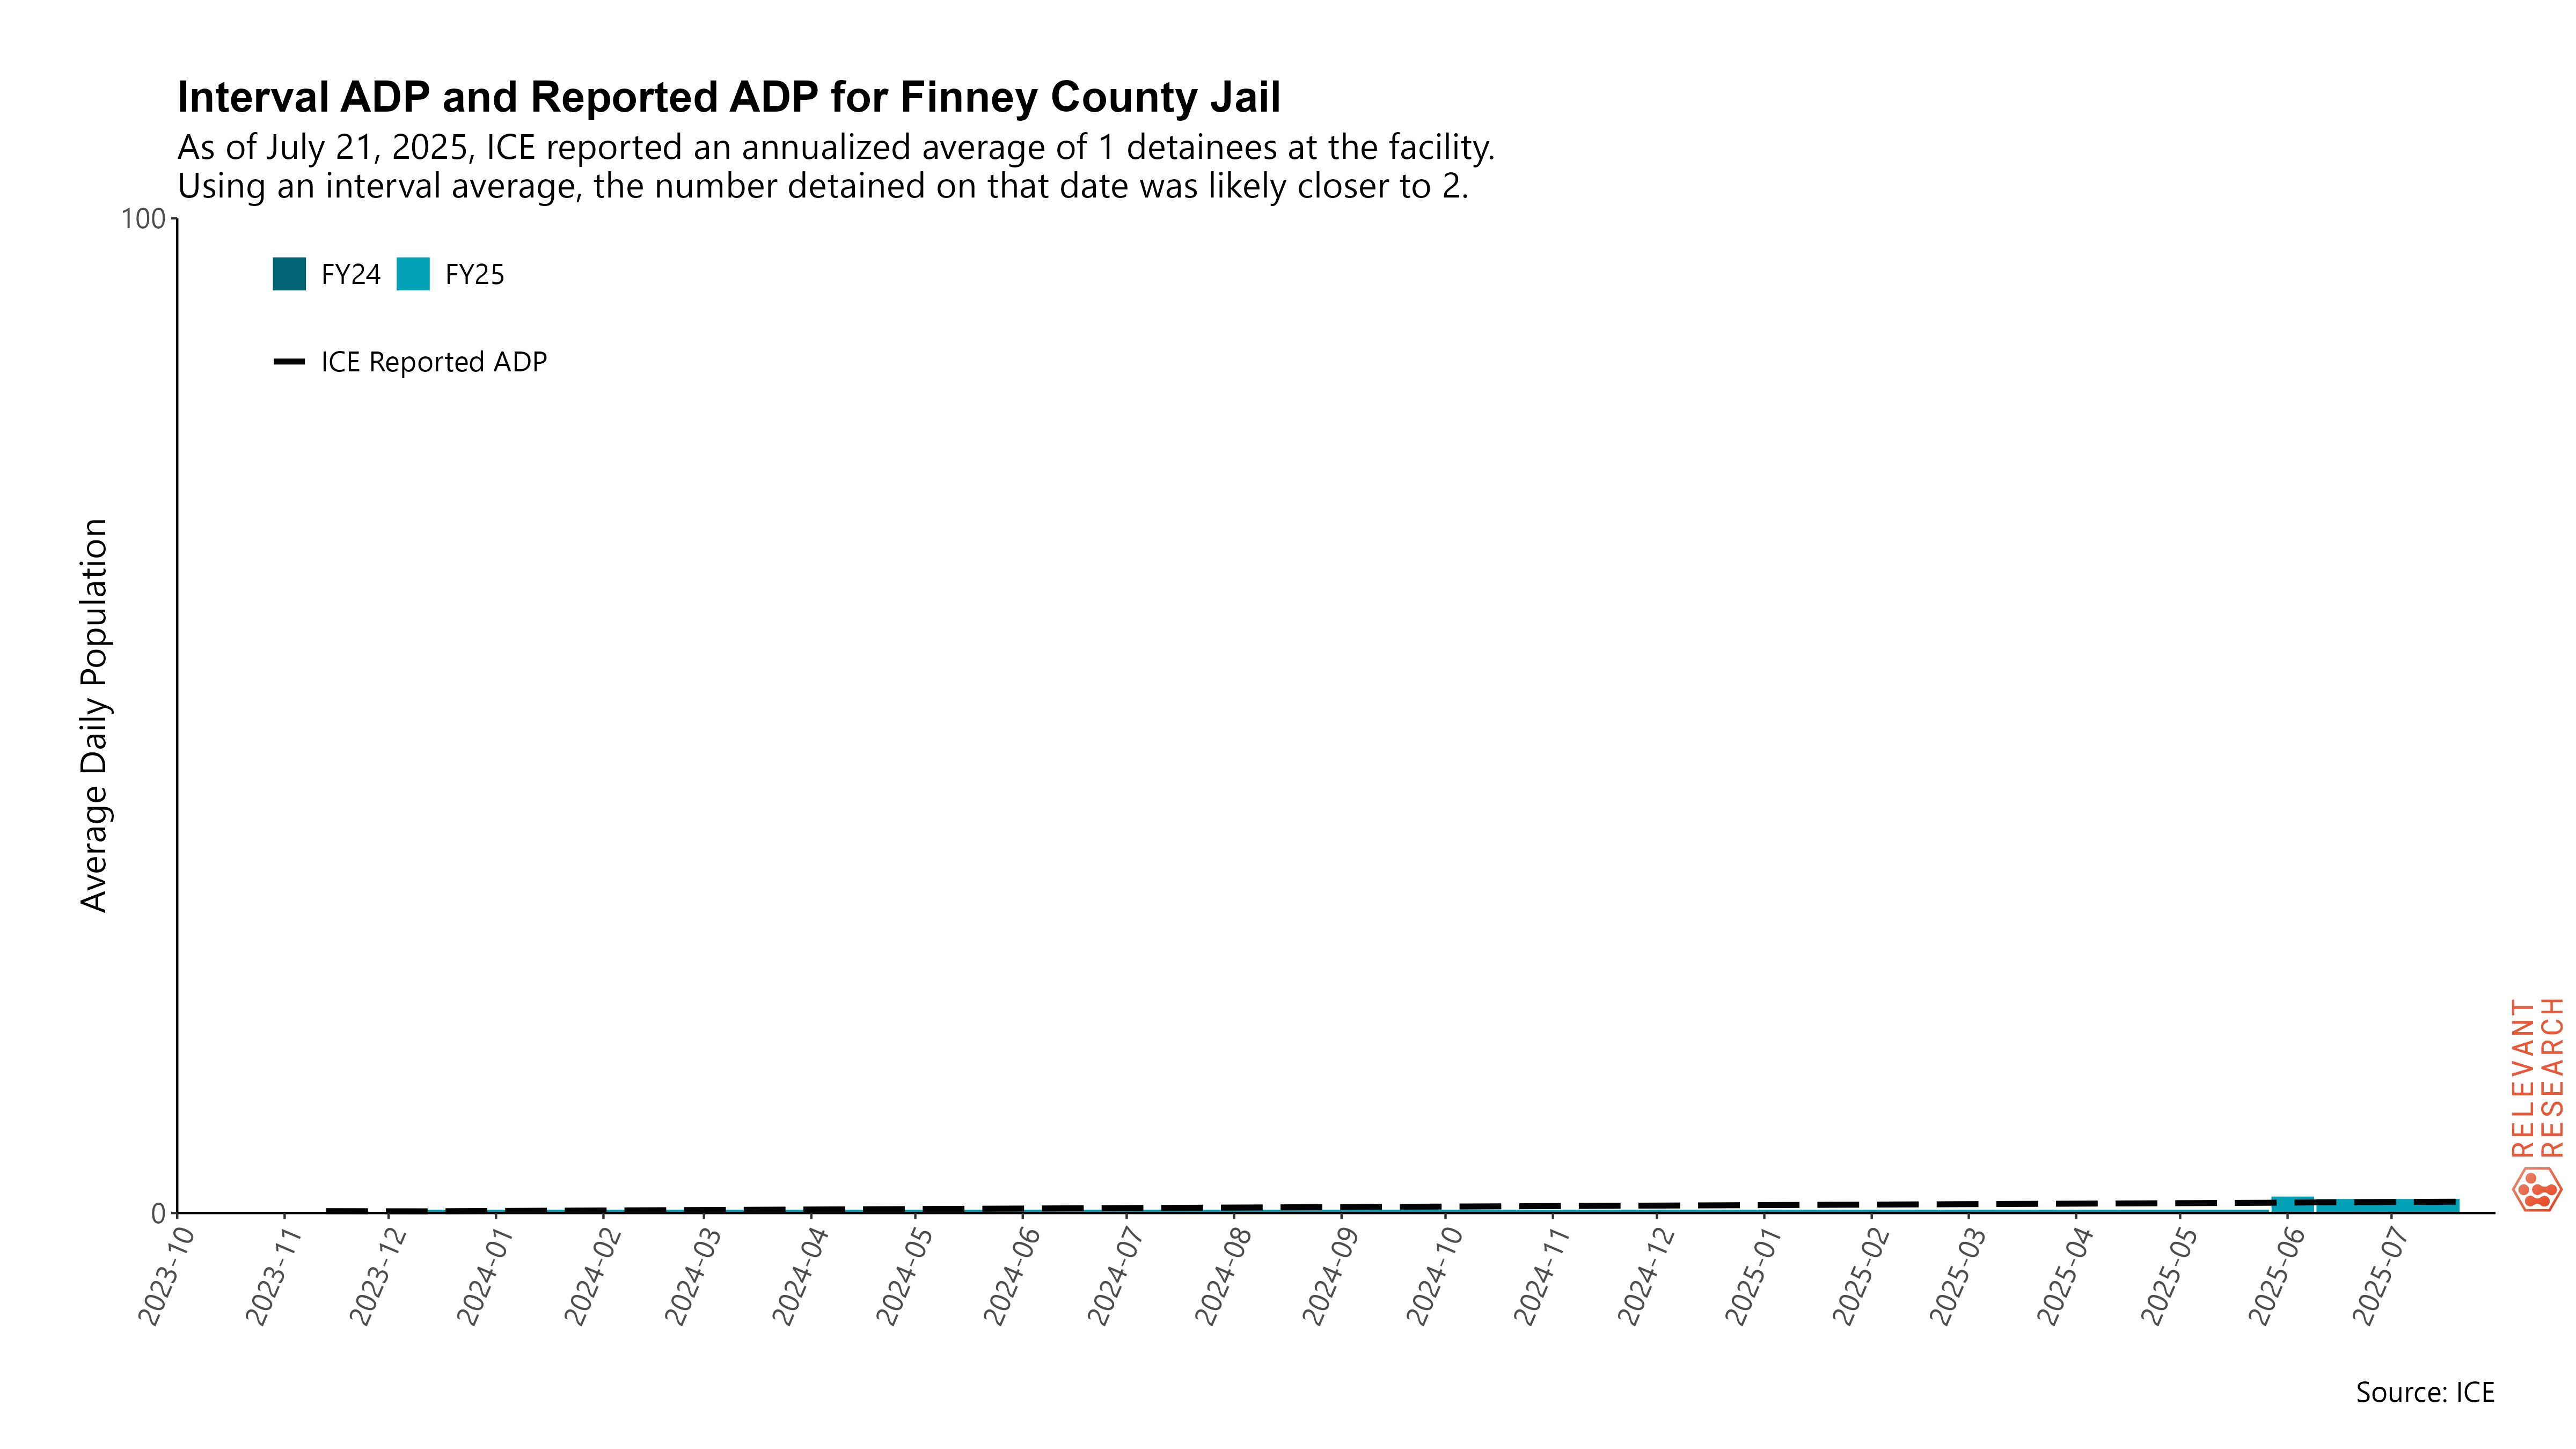 Interval ADP and Reported ADP for Finney County Jail
As of July 21, 2025, ICE reported an annualized average of 1 detainees at the facility.
Using an interval average, the number detained on that date was likely closer to 2.
100
FY24 FY25
ICE Reported ADP
Average Daily Population
0
2023-10
2023-11
2023-12
2024-01
2024-02
2024-03
2024-04
2024-05
2024-06
2024-07
2024-08
2024-09
2024-10
2024-11
2024-12
2025-01
2025-02
2025-03
2025-04
2025-05
2025-06
2025-07
RELEVANT
RESEARCH
Source: ICE